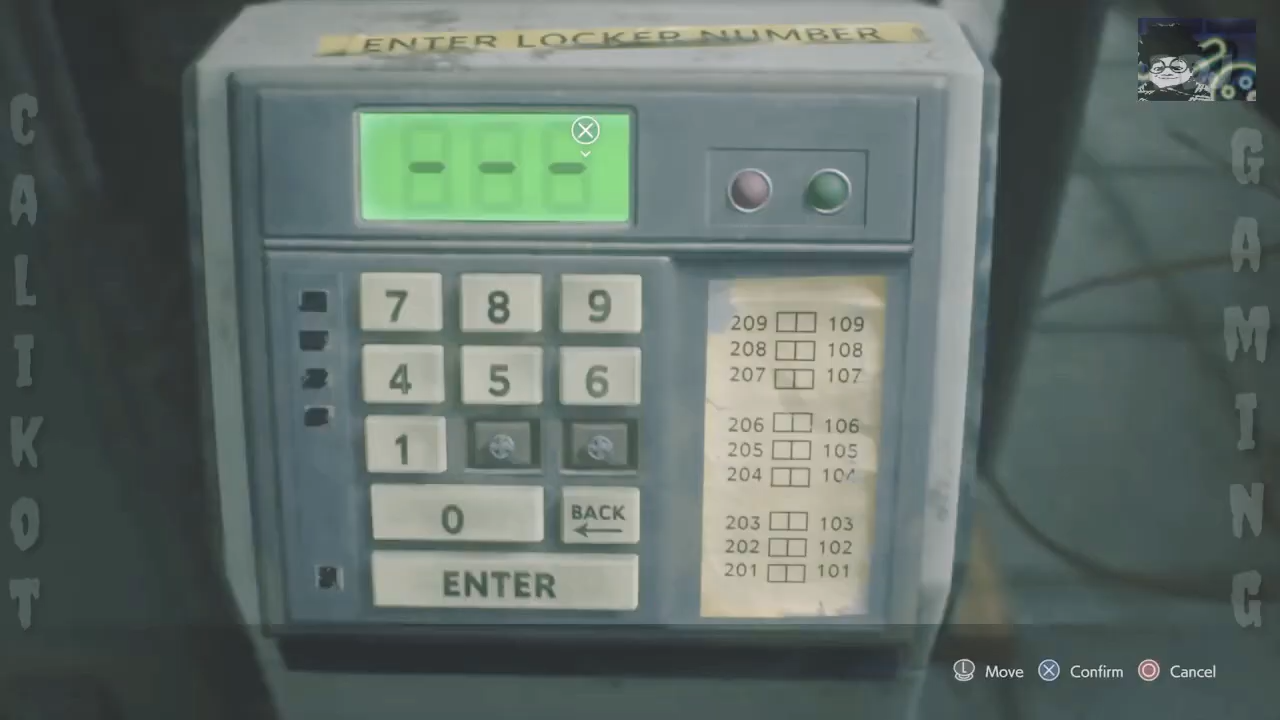 ENTER LOCKER NUMBER
- - -
7 8 9
4 5 6
1
0 BACK
ENTER
209 109
208 108
207 107
206 106
205 105
204 104
203 103
202 102
201 101
CALIKOT
GAMING
L Move Confirm Cancel